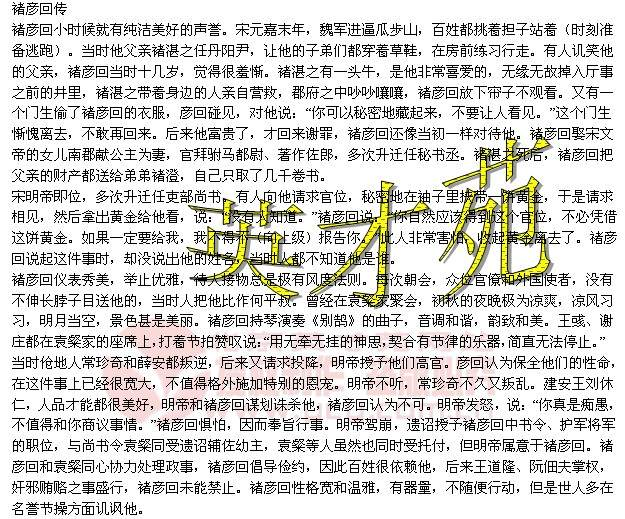 褚彦回传
褚彦回小时候就有纯洁美好的声誉。宋元嘉末年，魏军进逼瓜步山，百姓都挑着担子站着（时刻准
备逃跑）。当时他父亲褚湛之任丹阳尹，让他的子弟们都穿着草鞋，在房前练习行走。有人讥笑他
的父亲，褚彦回当时十几岁，觉得很羞惭。褚湛之有一头牛，是他非常喜爱的，无缘无故掉入厅事
之前的井里，褚湛之带着身边的人亲自营救，郡府之中吵吵嚷嚷，褚彦回放下帘子不观看。又有一
个门生偷了褚彦回的衣服，彦回碰见，对他说：“你可以秘密地藏起来，不要让人看见。”这个门生
惭愧离去，不敢再回来。后来他富贵了，才回来谢罪，褚彦回还像当初一样对待他。褚彦回娶宋文
帝的女儿南郡献公主为妻，官拜驸马都尉、著作佐郎，多次升迁任秘书丞。褚湛之死后，褚彦回把
父亲的财产都送给弟弟褚澄，自己只取了几千卷书。
宋明帝即位，多次升迁任吏部尚书。有人向他请求官位，秘密地在袖子里揣带一饼黄金，于是请求
相见，然后拿出黄金给他看，说：“没有人知道。”褚彦回说：“你自然应该得到这个官位，不必凭借
这饼黄金。如果一定要给我，我不得不（向上级）报告你。”此人非常害怕，收起黄金离去了。褚彦
回说起这件事时，却没说出他的姓名，当时人都不知道他是谁。
褚彦回仪表秀美，举止优雅，待人接物总是极有风度法则。每次朝会，众位官僚和外国使者，没有
不伸长脖子目送他的，当时人把他比作何平叔。曾经在袁粲家聚会，初秋的夜晚极为凉爽，凉风习
习，明月当空，景色甚是美丽。褚彦回持琴演奏《别鹄》的曲子，音调和谐，韵致和美。王彧、谢
庄都在袁粲家的座席上，打着节拍赞叹说：“用无牵无挂的神思，契合有节律的乐器，简直无法停止。”
当时伧地人常珍奇和薛安都叛逆，后来又请求投降，明帝授予他们高官。彦回认为保全他们的性命，
在这件事上已经很宽大，不值得格外施加特别的恩宠。明帝不听，常珍奇不久又叛乱。建安王刘休
仁，人品才能都很美好，明帝和褚彦回谋划诛杀他，褚彦回认为不可。明帝发怒，说：“你真是痴愚，
不值得和你商议事情。”褚彦回惧怕，因而奉旨行事。明帝驾崩，遗诏授予褚彦回中书令、护军将军
的职位，与尚书令袁粲同受遗诏辅佐幼主，袁粲等人虽然也同时受托付，但明帝属意于褚彦回。褚
彦回和袁粲同心协力处理政事，褚彦回倡导俭约，因此百姓很依赖他，后来王道隆、阮佃夫掌权，
奸邪贿赂之事盛行，褚彦回未能禁止。褚彦回性格宽和温雅，有器量，不随便行动，但是世人多在
名誉节操方面讥讽他。
英才苑